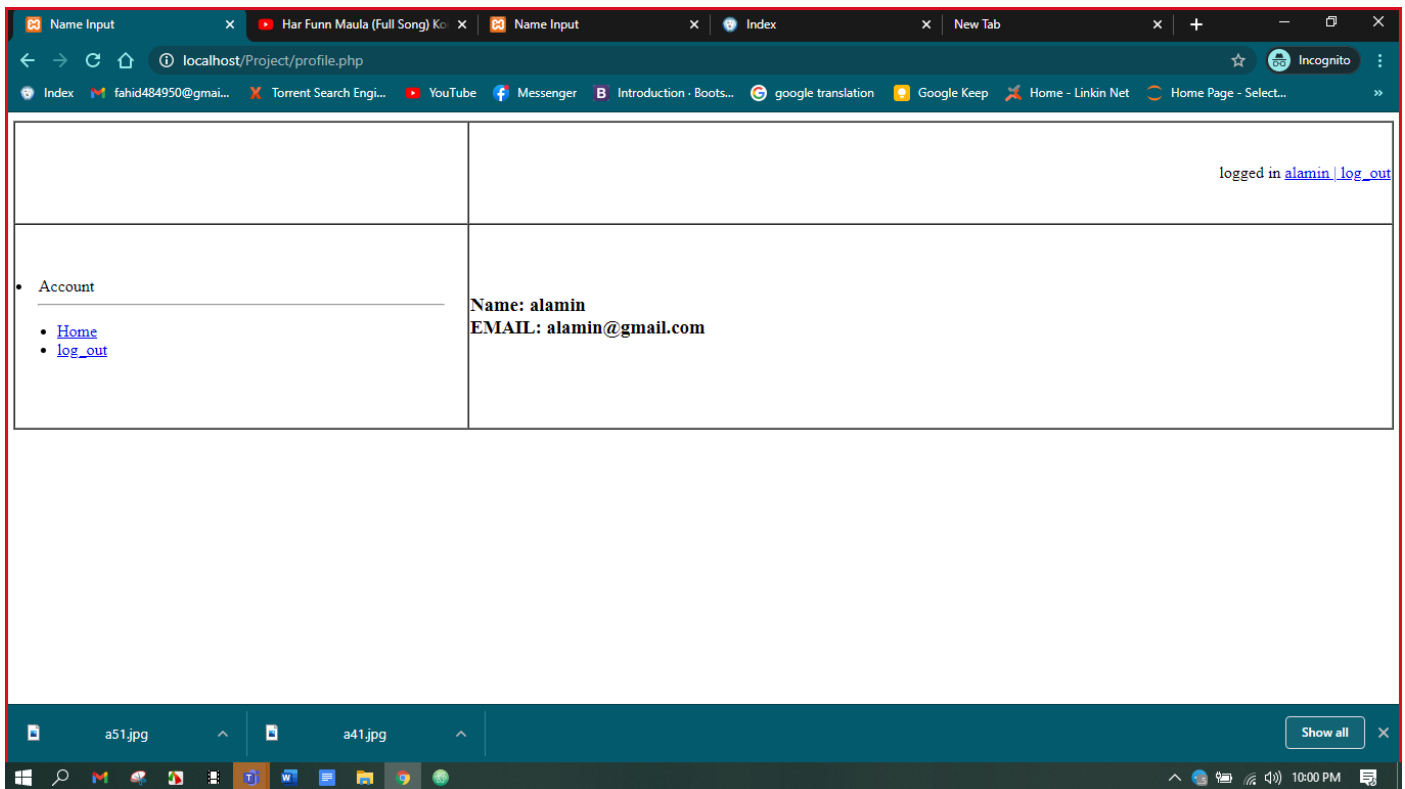 Name Input
Har Funn Maula (Full Song) Ko
Name Input
Index
New Tab
localhost/Project/profile.php
Incognito
Index
fahid484950@gmai...
Torrent Search Engi...
YouTube
Messenger
Introduction · Boots...
google translation
Google Keep
Home - Linkin Net
Home Page - Select...
»
logged in alamin | log_out
• Account
• Home
• log_out
Name: alamin
EMAIL: alamin@gmail.com
a51.jpg
a41.jpg
Show all
10:00 PM